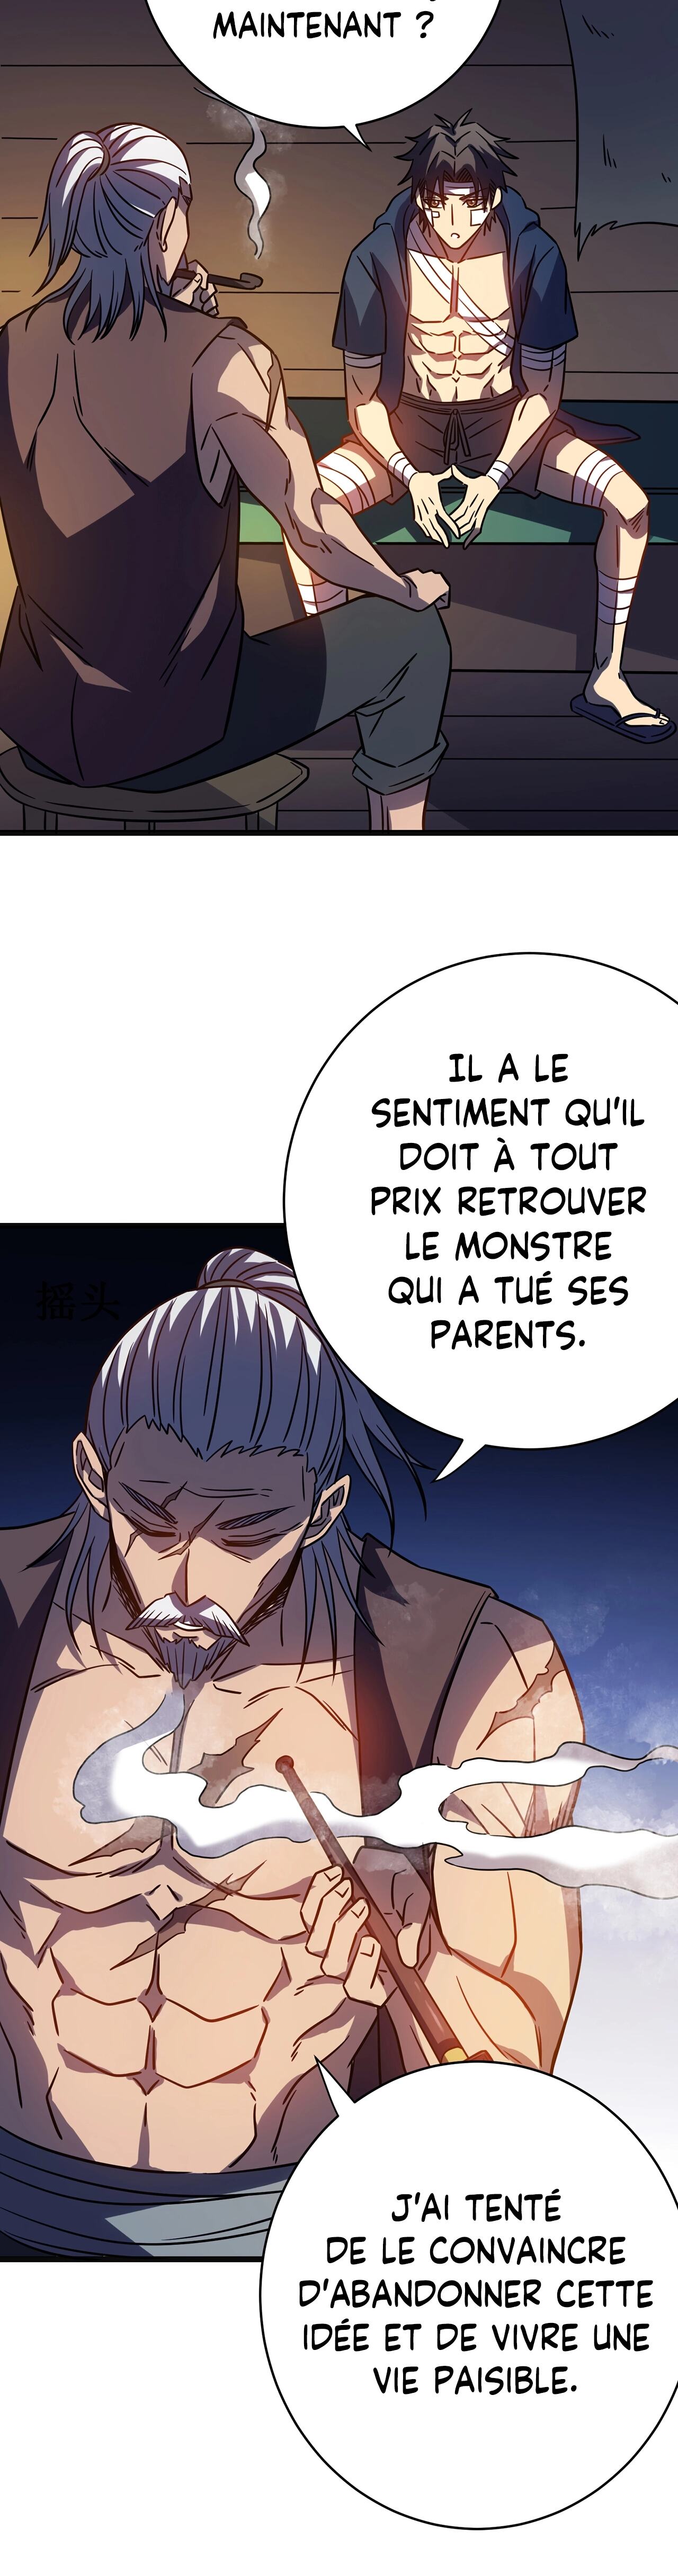 MAINTENANT ?
IL A LE
SENTIMENT QU'IL
DOIT À TOUT
PRIX RETROUVER
LE MONSTRE
QUI A TUÉ SES
PARENTS.
摇头
J'AI TENTÉ
DE LE CONVAINCRE
D'ABANDONNER CETTE
IDÉE ET DE VIVRE UNE
VIE PAISIBLE.